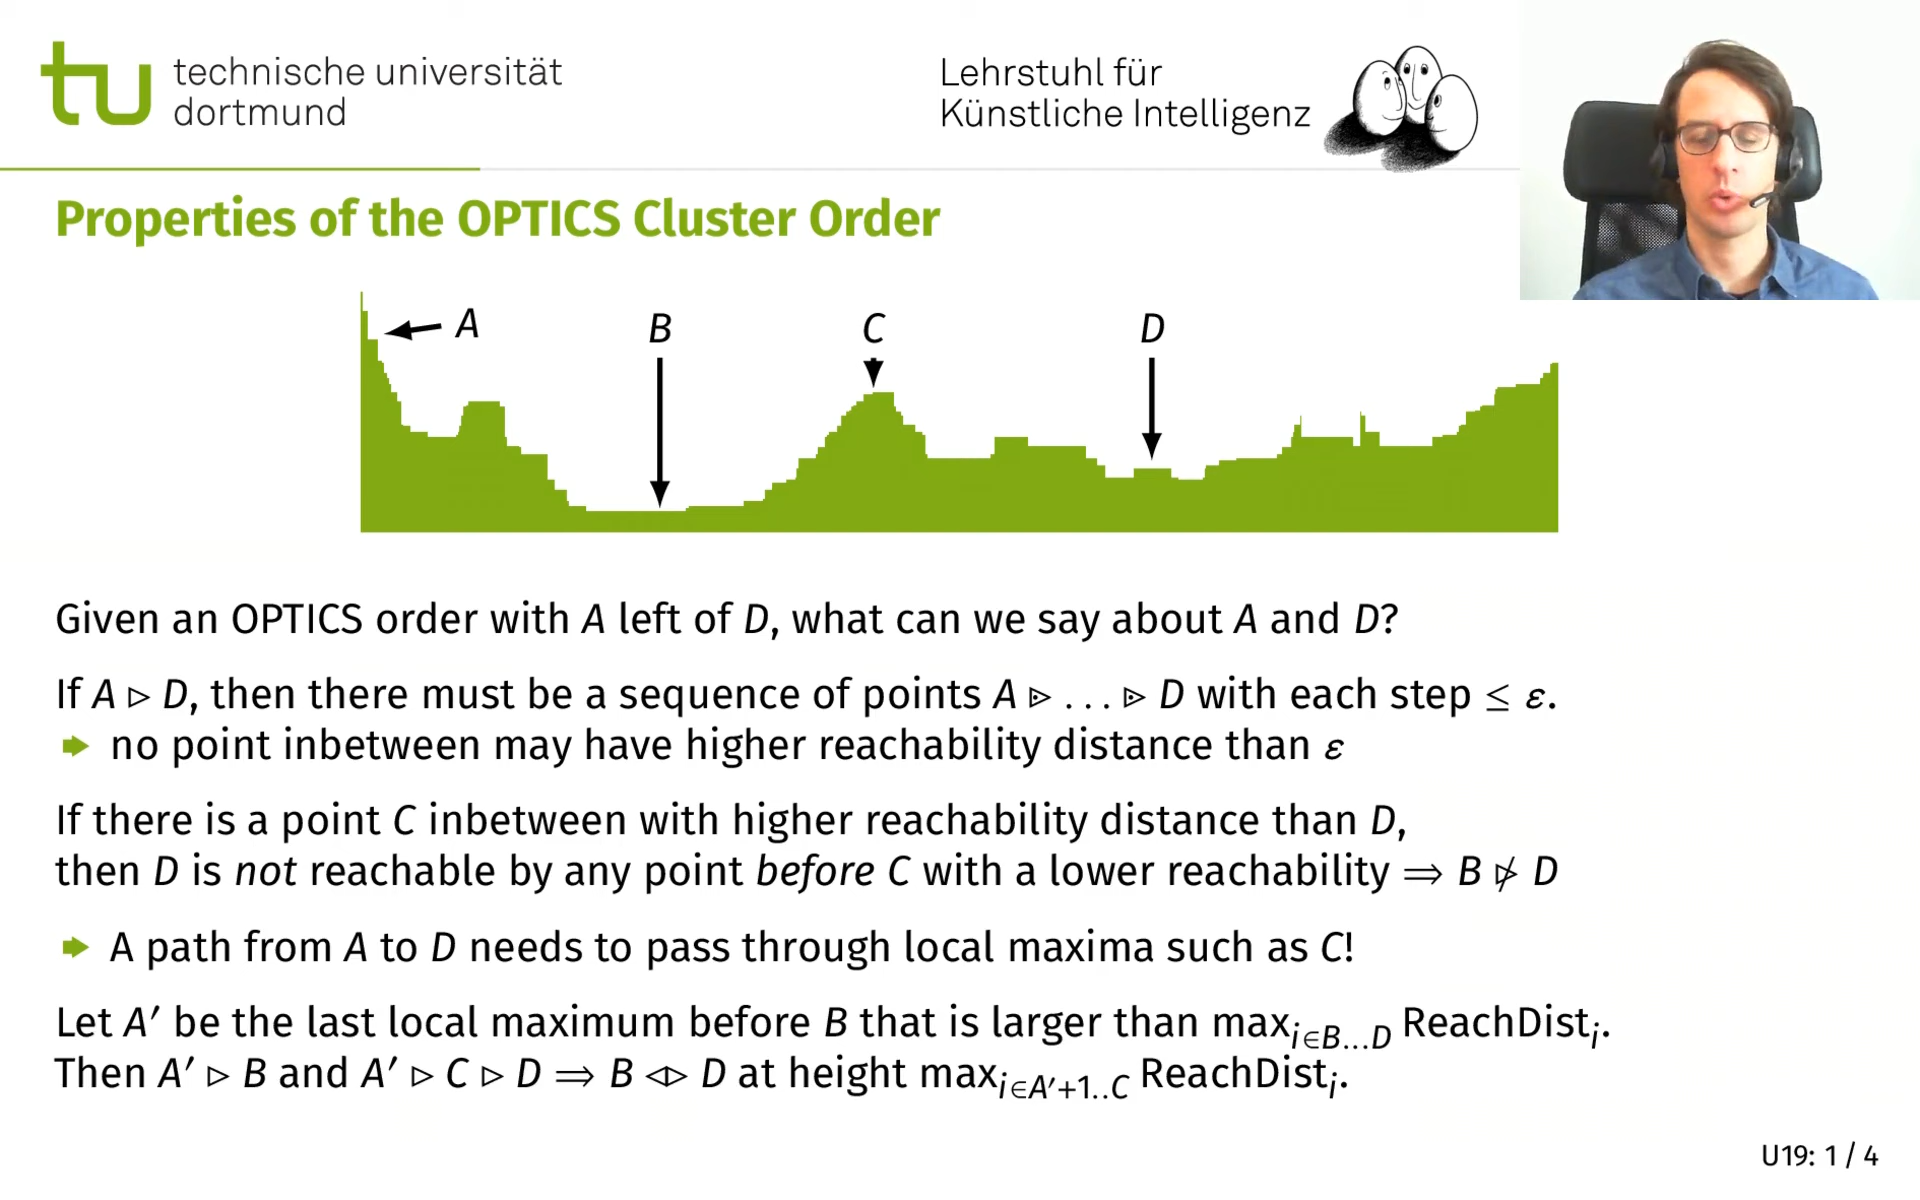 technische universität
dortmund
Lehrstuhl für
Künstliche Intelligenz
Properties of the OPTICS Cluster Order
A
B
C
D
Given an OPTICS order with A left of D, what can we say about A and D?
If A ▷ D, then there must be a sequence of points A ⩥ . . . ⩥ D with each step ≤ ε.
no point inbetween may have higher reachability distance than ε
If there is a point C inbetween with higher reachability distance than D,
then D is not reachable by any point before C with a lower reachability ⟹ B ⋫ D
A path from A to D needs to pass through local maxima such as C!
Let A′ be the last local maximum before B that is larger than max_{i∈B...D} ReachDist_i.
Then A′ ▷ B and A′ ▷ C ▷ D ⟹ B ◁▷ D at height max_{i∈A′+1..C} ReachDist_i.
U19: 1 / 4